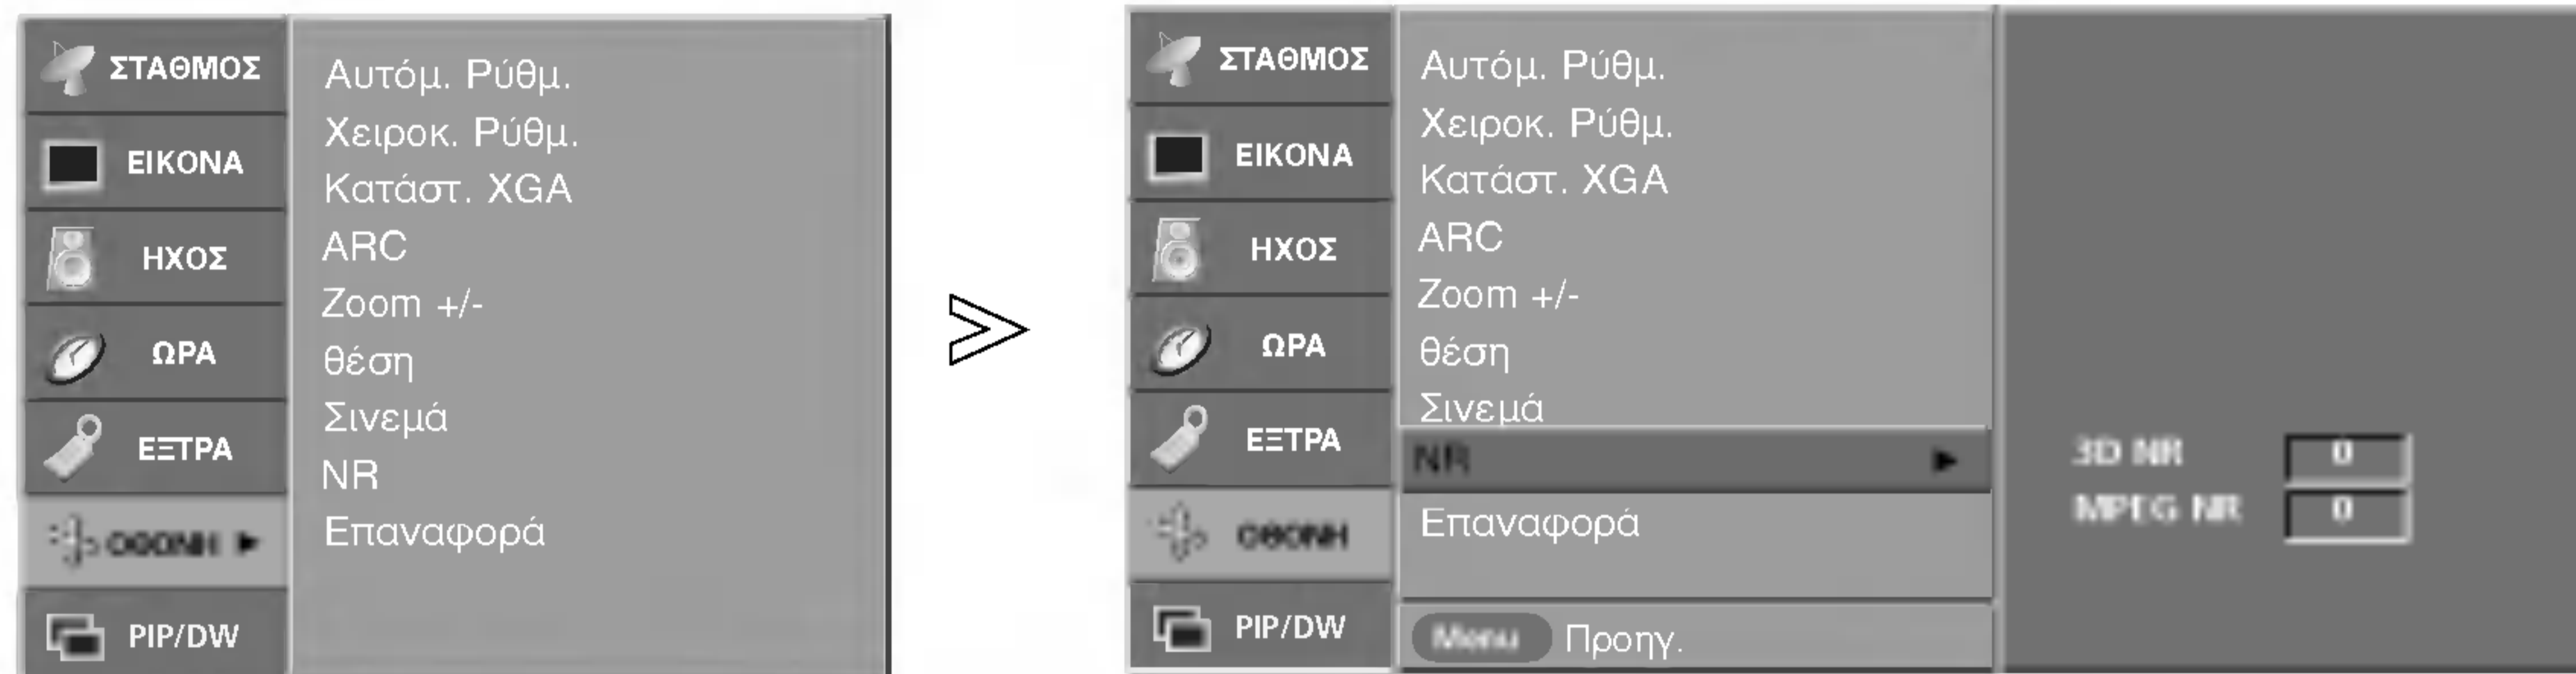 ΣΤΑΘΜΟΣ
ΕΙΚΟΝΑ
ΗΧΟΣ
ΩΡΑ
ΕΞΤΡΑ
ΟΘΟΝΗ ►
PIP/DW
Αυτόμ. Ρύθμ.
Χειροκ. Ρύθμ.
Κατάστ. XGA
ARC
Zoom +/-
θέση
Σινεμά
NR
Επαναφορά
>
ΣΤΑΘΜΟΣ
ΕΙΚΟΝΑ
ΗΧΟΣ
ΩΡΑ
ΕΞΤΡΑ
ΟΘΟΝΗ
PIP/DW
Αυτόμ. Ρύθμ.
Χειροκ. Ρύθμ.
Κατάστ. XGA
ARC
Zoom +/-
θέση
Σινεμά
NR ►
Επαναφορά
Menu Προηγ.
3D NR 0
MPEG NR 0